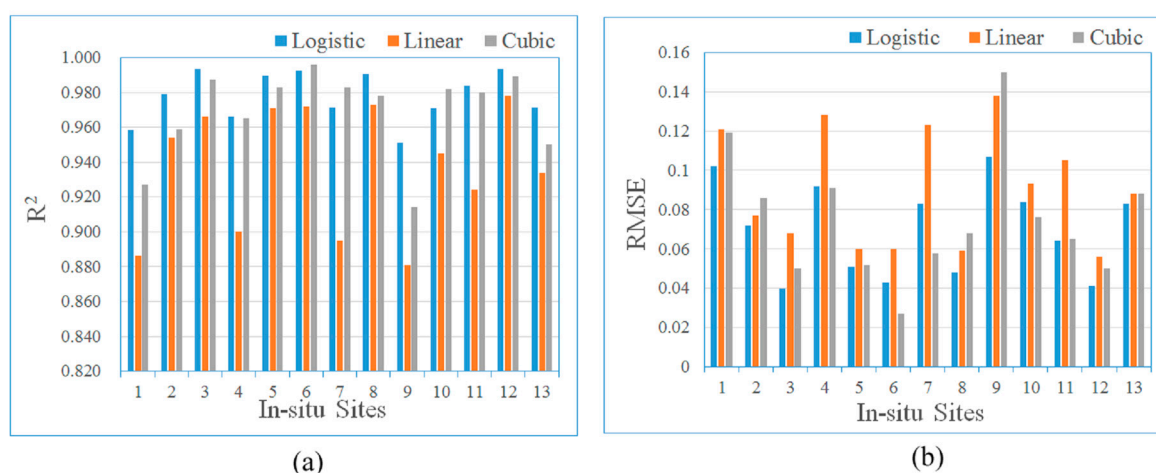 Logistic Linear Cubic
1.000
0.980
0.960
0.940
0.920
0.900
0.880
0.860
0.840
0.820
R²
1 2 3 4 5 6 7 8 9 10 11 12 13
In-situ Sites
(a)
Logistic Linear Cubic
0.16
0.14
0.12
0.1
0.08
0.06
0.04
0.02
0
RMSE
1 2 3 4 5 6 7 8 9 10 11 12 13
In-situ Sites
(b)